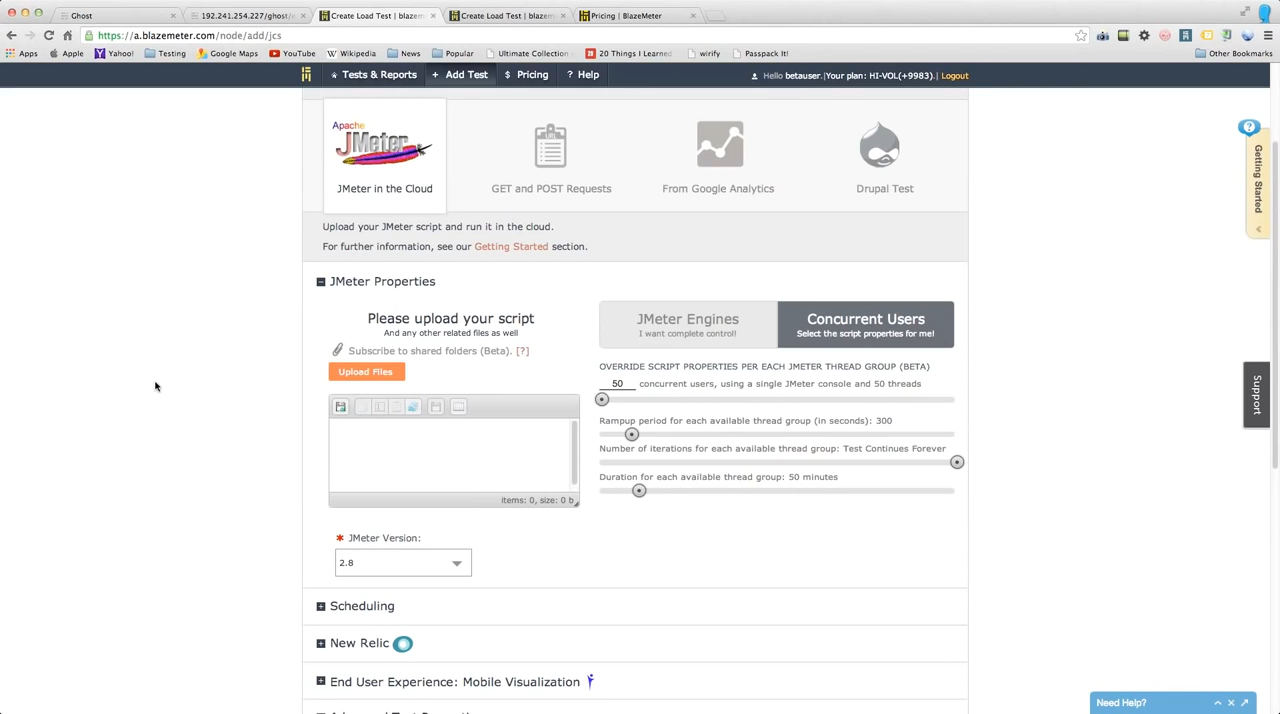 Ghost
192.241.254.227/ghost/e
Create Load Test | blazem
Create Load Test | blazem
Pricing | BlazeMeter
https://a.blazemeter.com/node/add/jcs
Apps
Apple
Yahoo!
Testing
Google Maps
YouTube
Wikipedia
News
Popular
Ultimate Collection
20 Things I Learned
wirify
Passpack It!
Other Bookmarks
Tests & Reports
+ Add Test
$ Pricing
? Help
Hello betauser.|Your plan: HI-VOL(+9983).|Logout
Apache
JMeter
JMeter in the Cloud
URL
GET and POST Requests
From Google Analytics
Drupal Test
Upload your JMeter script and run it in the cloud.
For further information, see our Getting Started section.
JMeter Properties
Please upload your script
And any other related files as well
Subscribe to shared folders (Beta). [?]
Upload Files
items: 0, size: 0 b
* JMeter Version:
2.8
JMeter Engines
I want complete control!
Concurrent Users
Select the script properties for me!
OVERRIDE SCRIPT PROPERTIES PER EACH JMETER THREAD GROUP (BETA)
50 concurrent users, using a single JMeter console and 50 threads
Rampup period for each available thread group (in seconds): 300
Number of iterations for each available thread group: Test Continues Forever
Duration for each available thread group: 50 minutes
Scheduling
New Relic
End User Experience: Mobile Visualization
?
Getting Started
Support
Need Help?